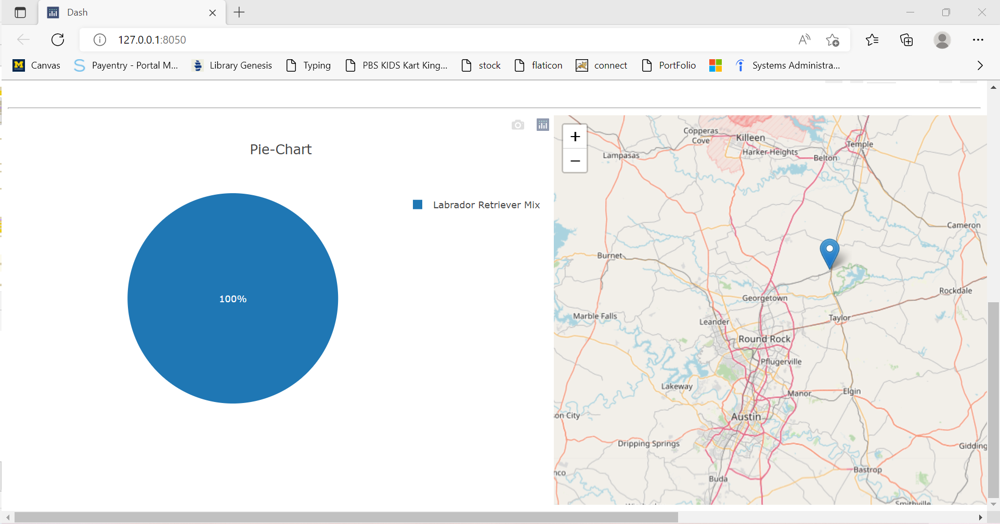 Dash
127.0.0.1:8050
Canvas
Payentry - Portal M...
Library Genesis
Typing
PBS KIDS Kart King...
stock
flaticon
connect
PortFolio
Systems Administra...
Pie-Chart
Labrador Retriever Mix
100%
+
−
Copperas
Cove
Killeen
Temple
Harker Heights
Lampasas
Belton
Cameron
Burnet
Rockdale
Georgetown
Marble Falls
Leander
Taylor
Round Rock
Pflugerville
Lakeway
Manor
Elgin
on City
Austin
Dripping Springs
Gidding
Bastrop
nco
Buda
Smithville